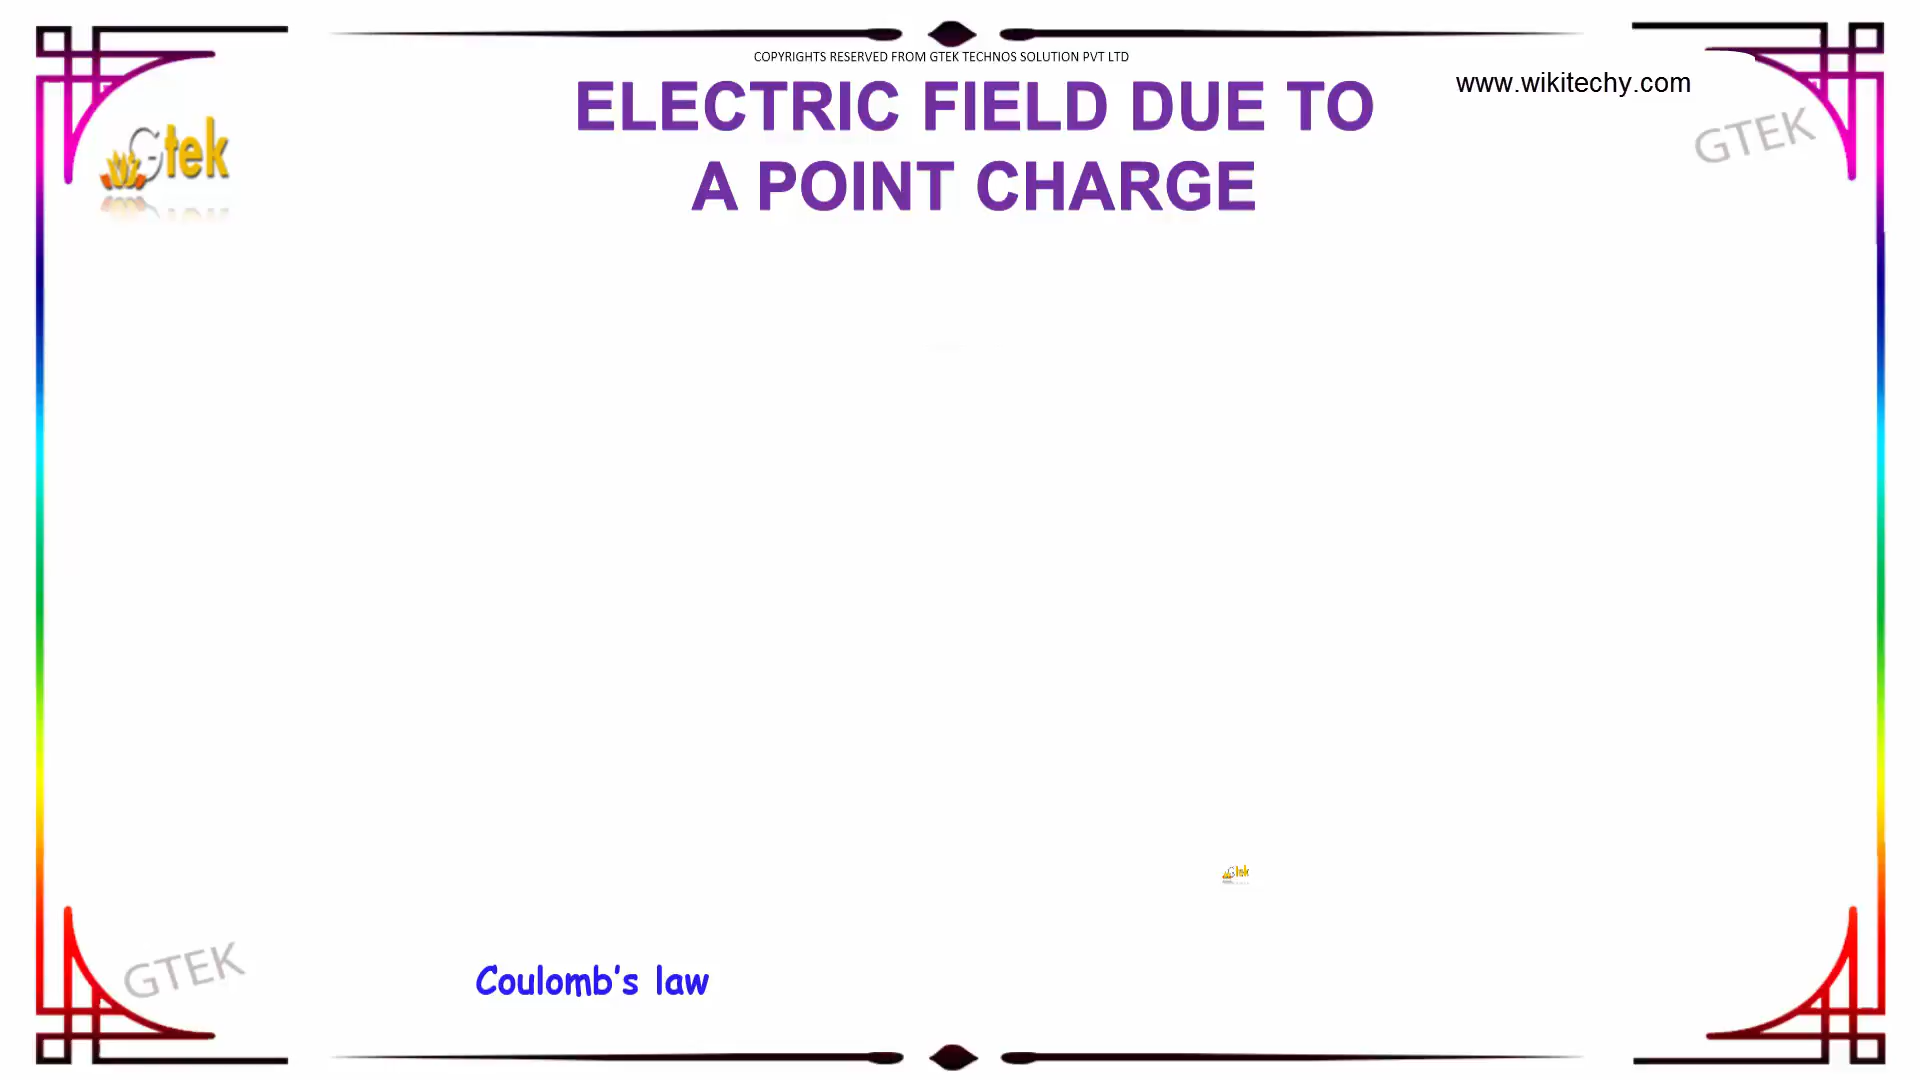 COPYRIGHTS RESERVED FROM GTEK TECHNOS SOLUTION PVT LTD
www.wikitechy.com
ELECTRIC FIELD DUE TO
A POINT CHARGE
Gtek
GTEK
Gtek
GTEK
Coulomb's law